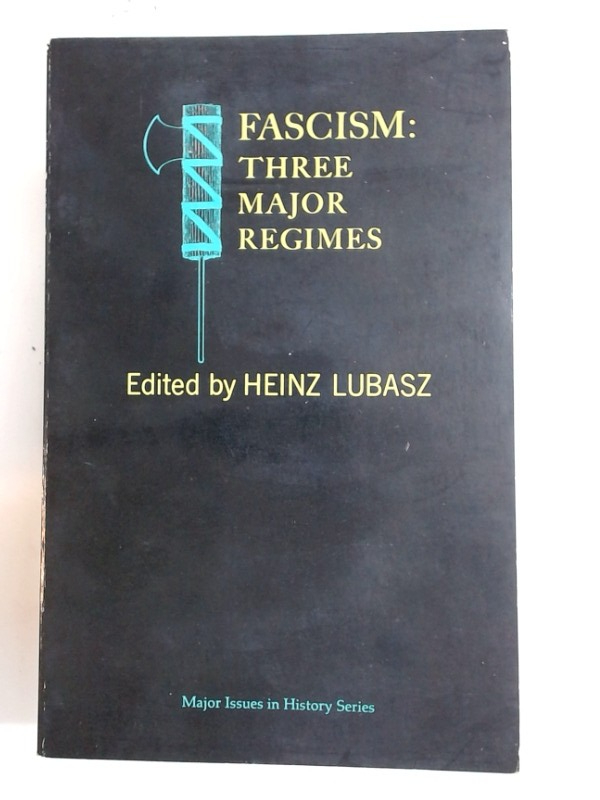 FASCISM:
THREE
MAJOR
REGIMES
Edited by HEINZ LUBASZ
Major Issues in History Series